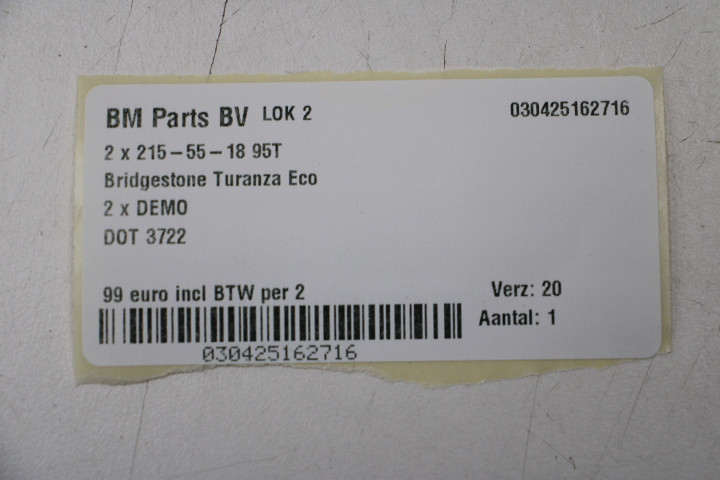 BM Parts BV LOK 2 030425162716
2 x 215-55-18 95T
Bridgestone Turanza Eco
2 x DEMO
DOT 3722
99 euro incl BTW per 2 Verz: 20
Aantal: 1
030425162716